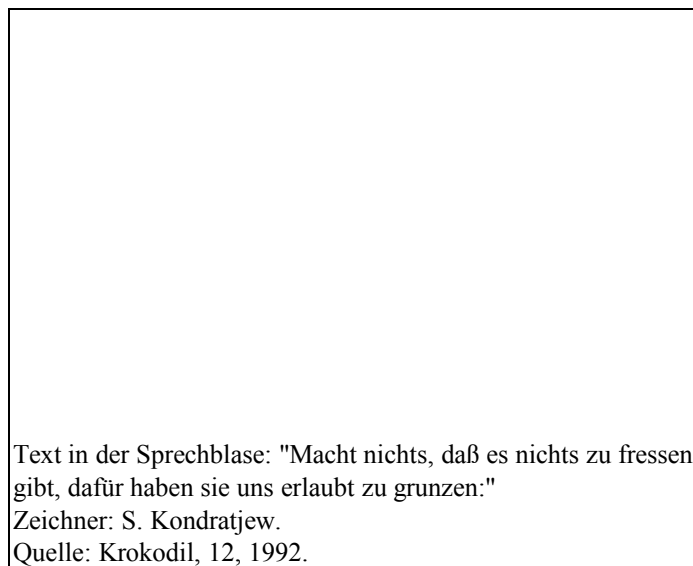 Text in der Sprechblase: "Macht nichts, daß es nichts zu fressen
gibt, dafür haben sie uns erlaubt zu grunzen:"
Zeichner: S. Kondratjew.
Quelle: Krokodil, 12, 1992.